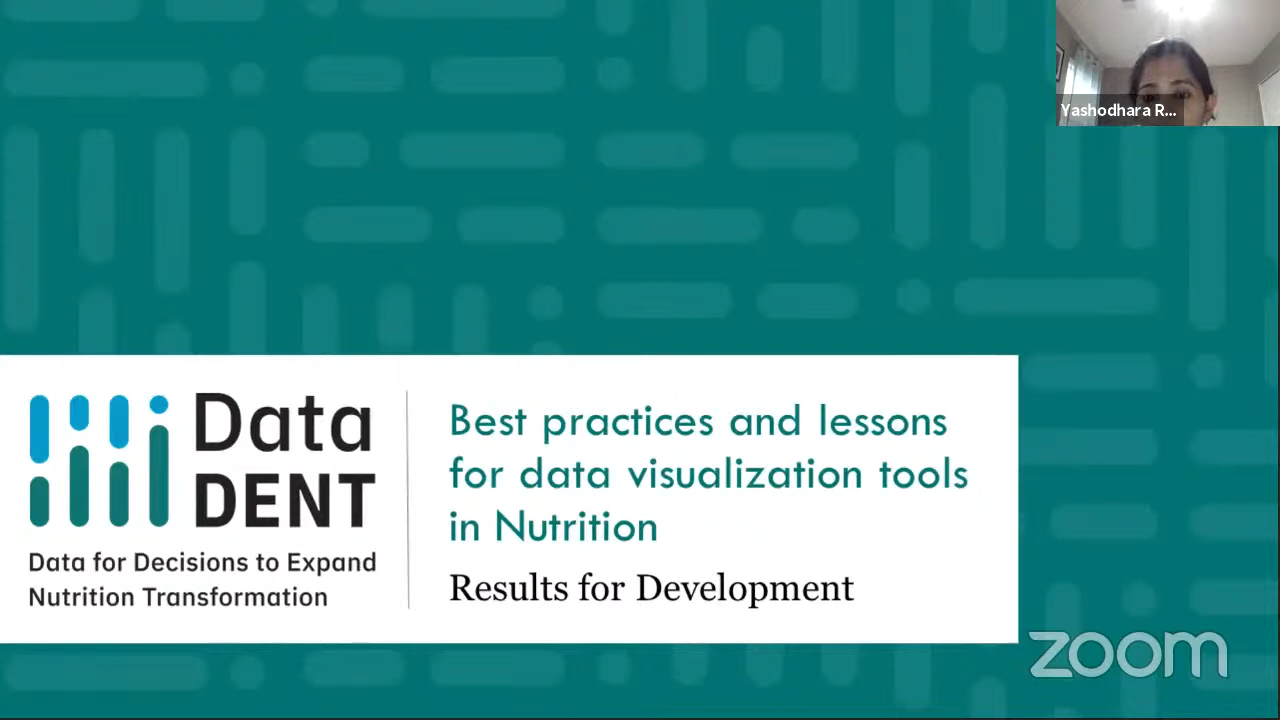 Yashodhara R...
Data
DENT
Data for Decisions to Expand
Nutrition Transformation
Best practices and lessons
for data visualization tools
in Nutrition
Results for Development
zoom